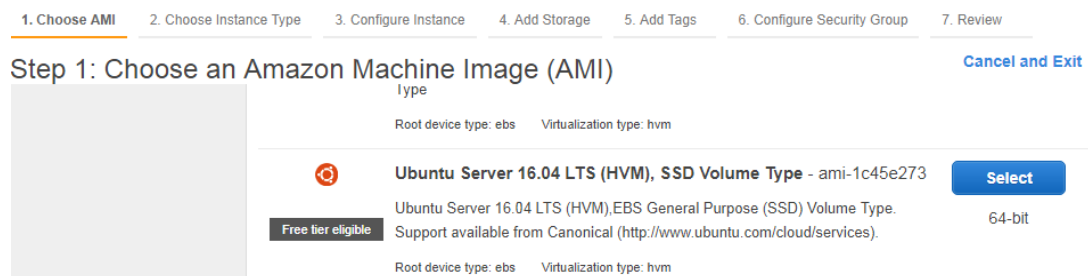 1. Choose AMI 2. Choose Instance Type 3. Configure Instance 4. Add Storage 5. Add Tags 6. Configure Security Group 7. Review
Step 1: Choose an Amazon Machine Image (AMI) Cancel and Exit
Type
Root device type: ebs Virtualization type: hvm
Ubuntu Server 16.04 LTS (HVM), SSD Volume Type - ami-1c45e273 Select
Ubuntu Server 16.04 LTS (HVM),EBS General Purpose (SSD) Volume Type. 64-bit
Free tier eligible Support available from Canonical (http://www.ubuntu.com/cloud/services).
Root device type: ebs Virtualization type: hvm